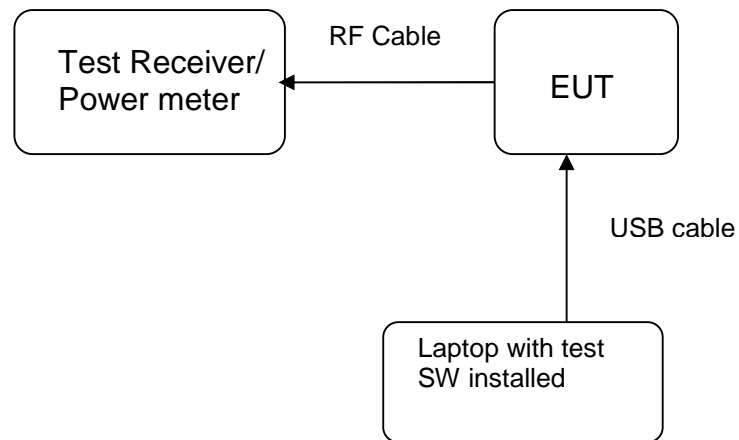 RF Cable
Test Receiver/
Power meter
EUT
USB cable
Laptop with test
SW installed